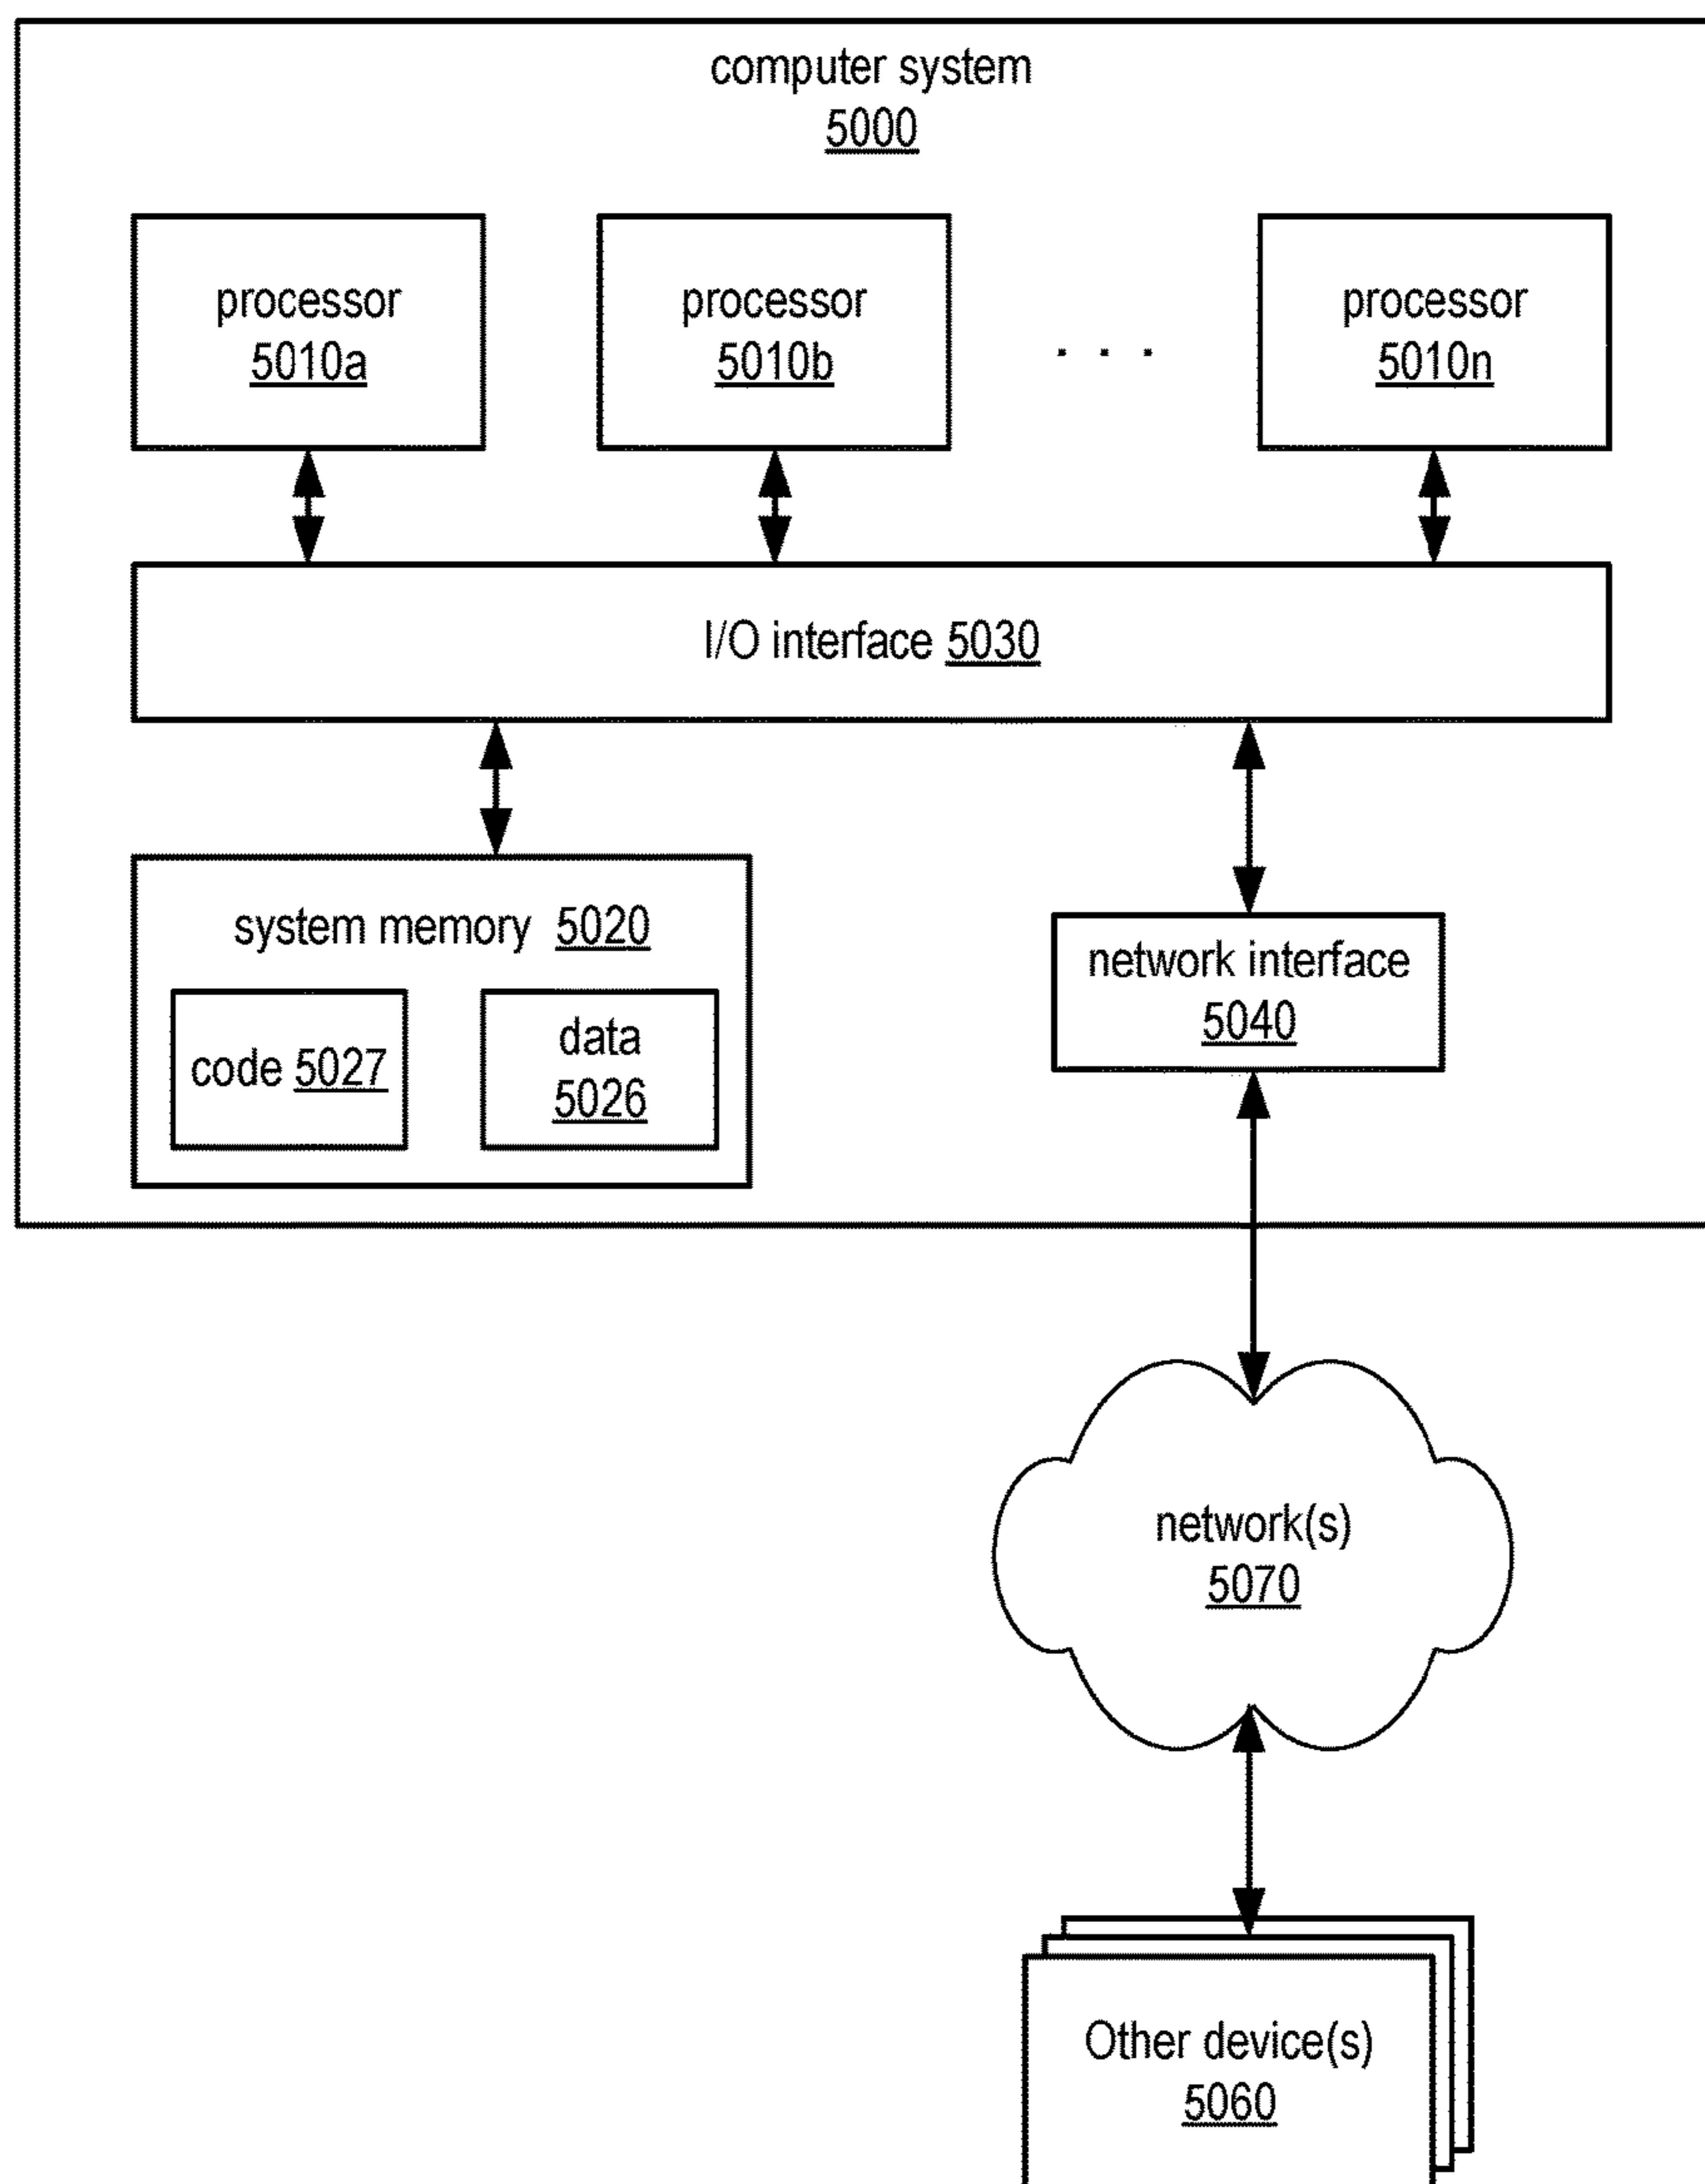 computer system
5000
processor
5010a
processor
5010b
. . .
processor
5010n
I/O interface 5030
system memory 5020
code 5027
data
5026
network interface
5040
network(s)
5070
Other device(s)
5060